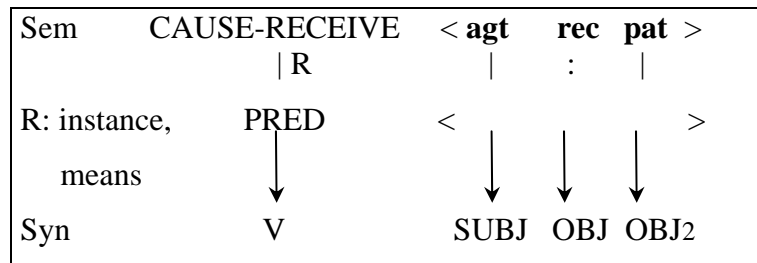 Sem CAUSE-RECEIVE < agt rec pat >
| R | : |
R: instance, PRED < >
means
Syn V SUBJ OBJ OBJ2